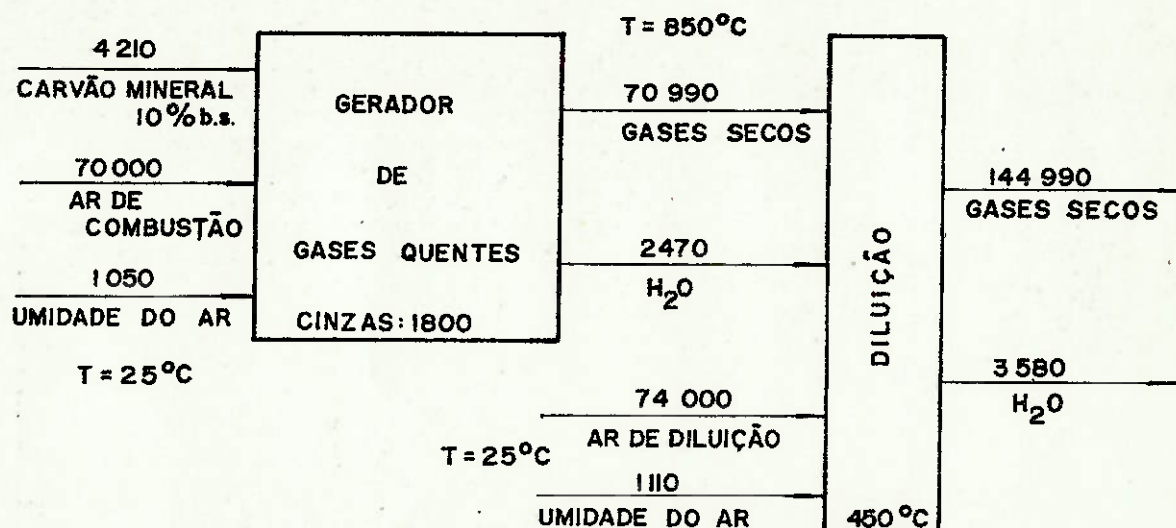 4 210
CARVÃO MINERAL
10% b.s.
70 000
AR DE
COMBUSTÃO
1 050
UMIDADE DO AR
T = 25°C
GERADOR
DE
GASES QUENTES
CINZAS: 1800
T = 850°C
70 990
GASES SECOS
2470
H2O
74 000
AR DE DILUIÇÃO
T = 25°C
1110
UMIDADE DO AR
DILUIÇÃO
450°C
144 990
GASES SECOS
3 580
H2O